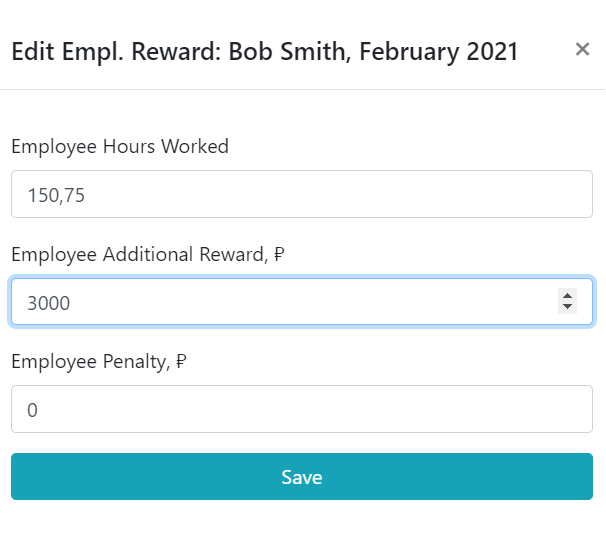 Edit Empl. Reward: Bob Smith, February 2021 ×
Employee Hours Worked
150,75
Employee Additional Reward, ₽
3000
Employee Penalty, ₽
0
Save